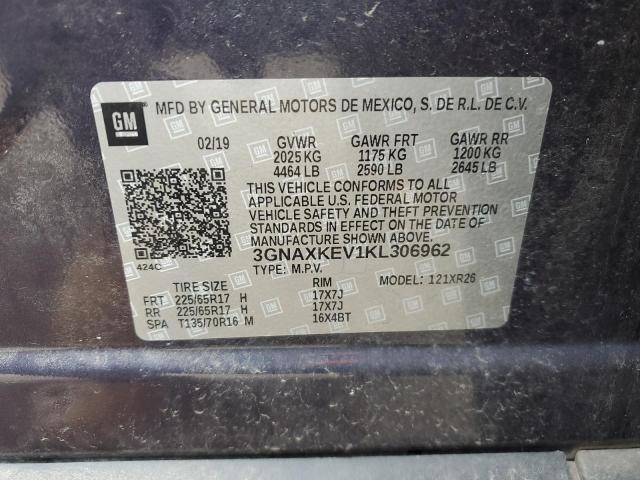 GM MFD BY GENERAL MOTORS DE MEXICO, S. DE R.L. DE C.V.
02/19 GVWR GAWR FRT GAWR RR
2025 KG 1175 KG 1200 KG
4464 LB 2590 LB 2645 LB
THIS VEHICLE CONFORMS TO ALL
APPLICABLE U.S. FEDERAL MOTOR
VEHICLE SAFETY AND THEFT PREVENTION
STANDARDS IN EFFECT ON THE DATE OF
MANUFACTURE SHOWN ABOVE.
424C 3GNAXKEV1KL306962
TYPE: M.P.V. MODEL: 121XR26
TIRE SIZE RIM
FRT 225/65R17 H 17X7J
RR 225/65R17 H 17X7J
SPA T135/70R16 M 16X4BT